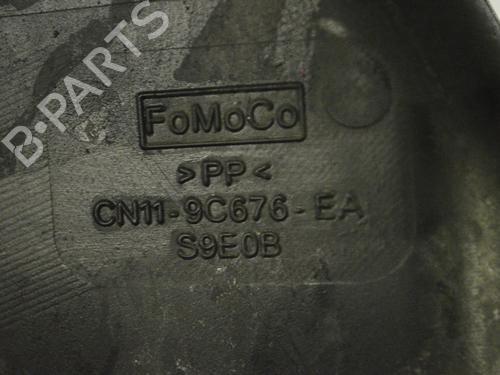 B-PARTS
FoMoCo
>PP<
CN11-9C676-EA
S9E0B